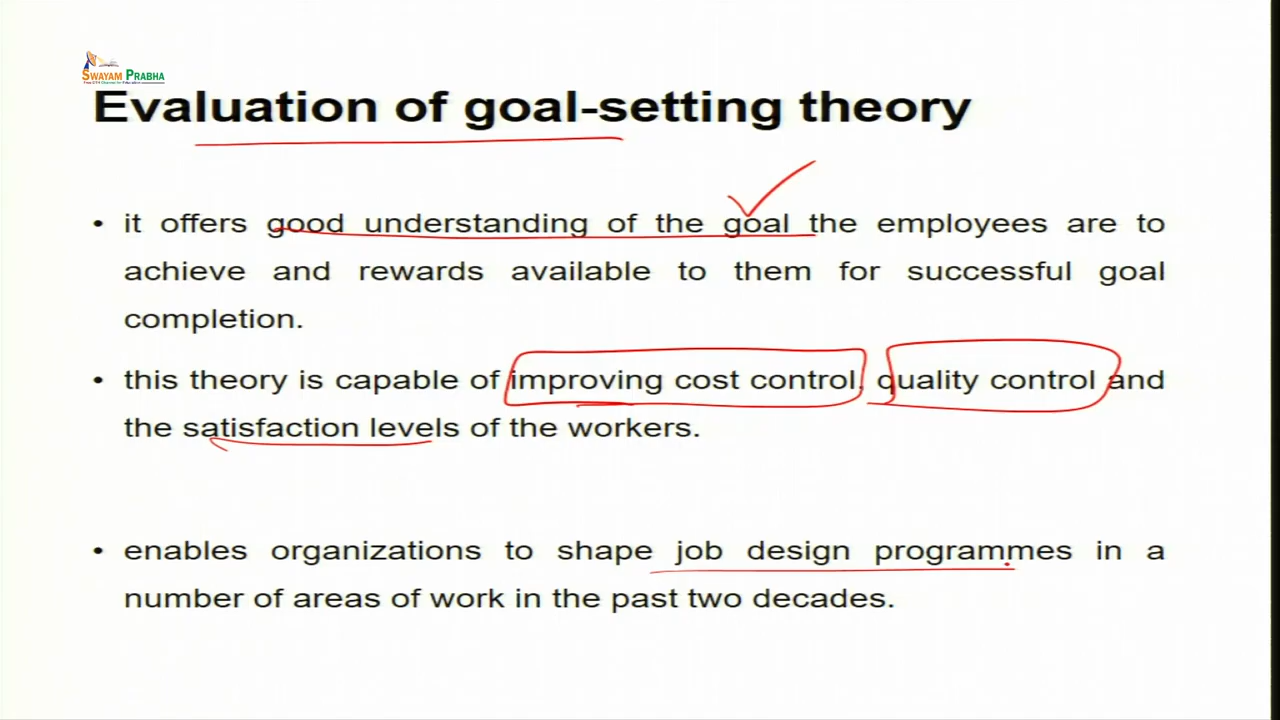 SWAYAM PRABHA
Evaluation of goal-setting theory
• it offers good understanding of the goal the employees are to
achieve and rewards available to them for successful goal
completion.
• this theory is capable of improving cost control, quality control and
the satisfaction levels of the workers.
• enables organizations to shape job design programmes in a
number of areas of work in the past two decades.